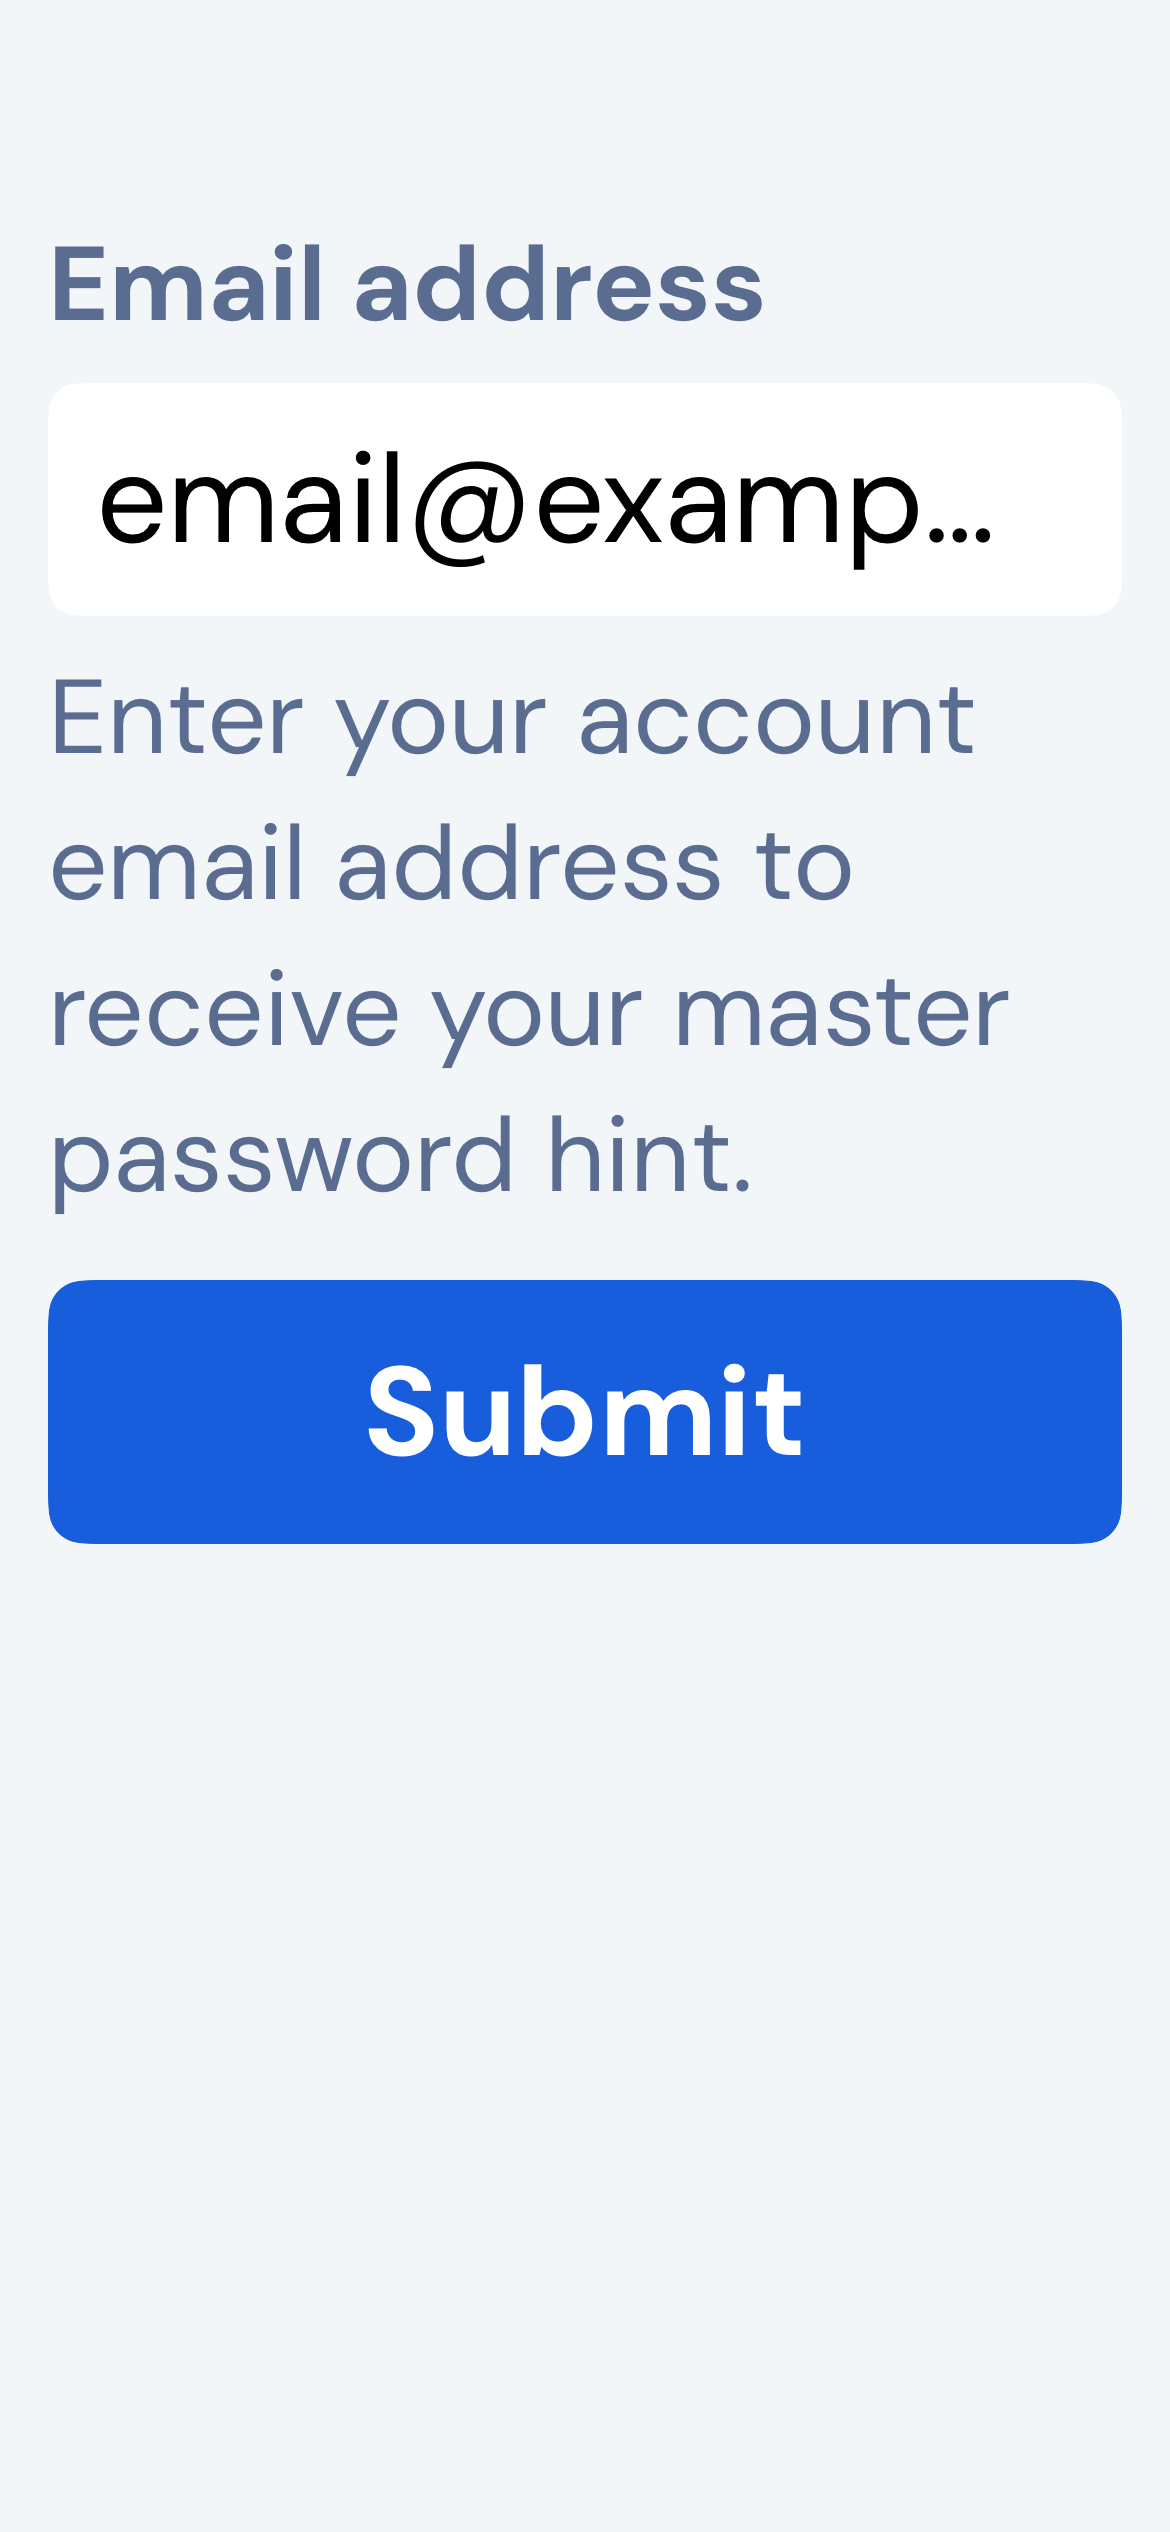 Email address
email@examp...
Enter your account
email address to
receive your master
password hint.
Submit